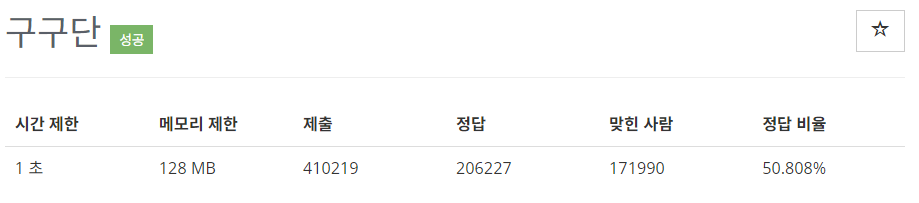 구구단 성공
시간 제한 메모리 제한 제출 정답 맞힌 사람 정답 비율
1 초 128 MB 410219 206227 171990 50.808%